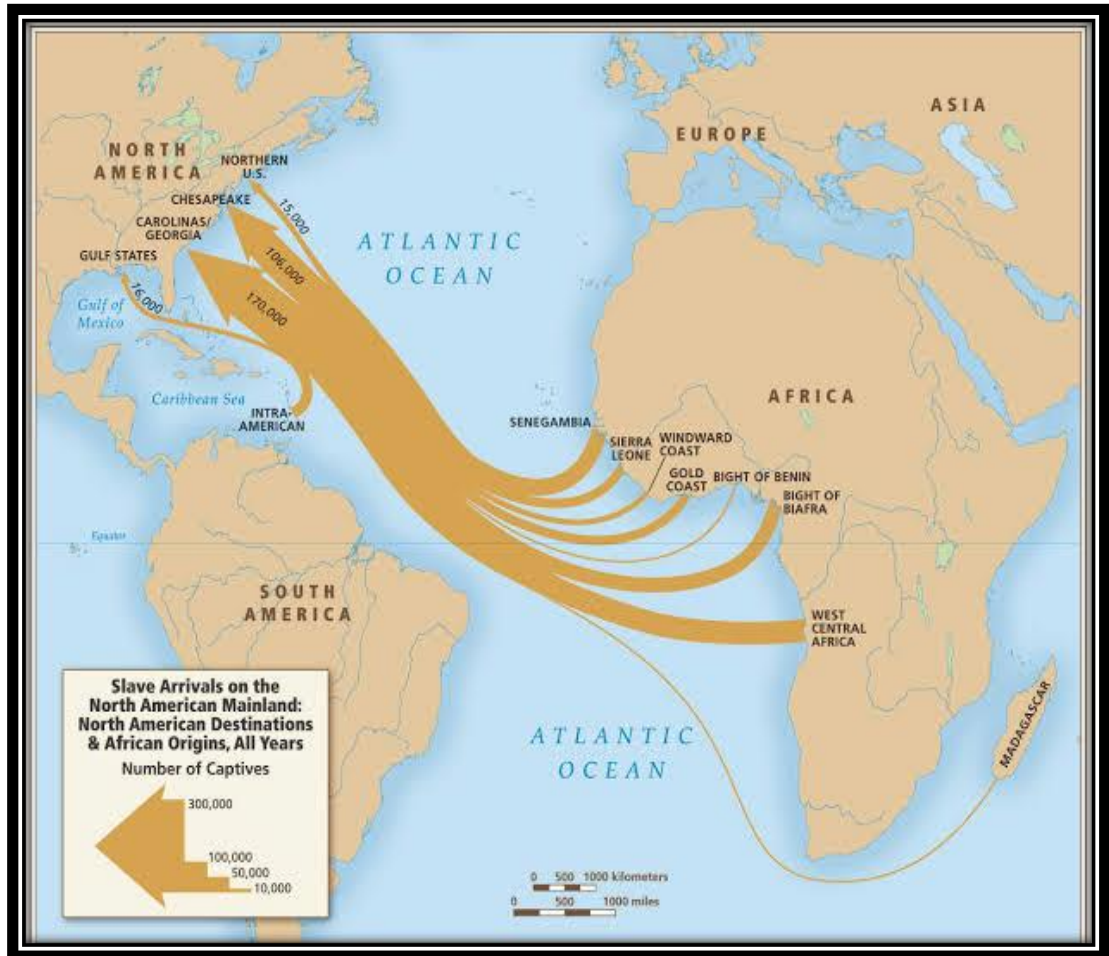 ASIA
EUROPE
NORTH
AMERICA
NORTHERN
U.S.
CHESAPEAKE
CAROLINAS/
GEORGIA
GULF STATES
15,000
106,000
170,000
16,000
ATLANTIC
OCEAN
Gulf of
Mexico
Caribbean Sea
INTRA-
AMERICAN
AFRICA
SENEGAMBIA
SIERRA
LEONE
WINDWARD
COAST
GOLD
COAST
BIGHT OF BENIN
BIGHT OF
BIAFRA
Equator
SOUTH
AMERICA
WEST
CENTRAL
AFRICA
MADAGASCAR
ATLANTIC
OCEAN
Slave Arrivals on the
North American Mainland:
North American Destinations
& African Origins, All Years
Number of Captives
300,000
100,000
50,000
10,000
0 500 1000 kilometers
0 500 1000 miles